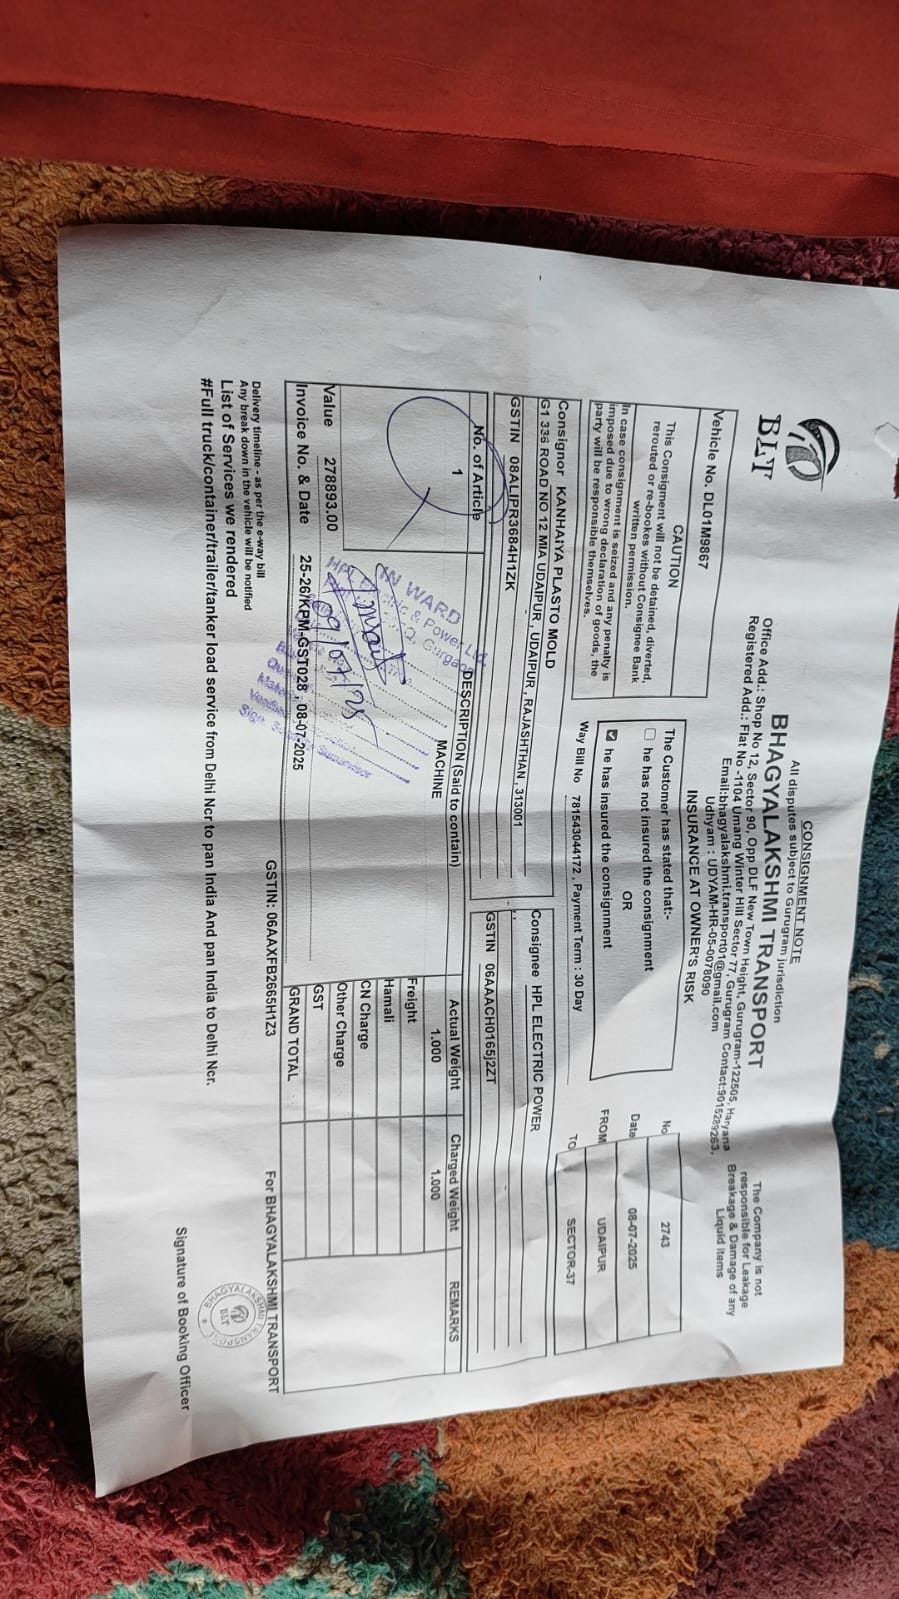 CONSIGNMENT NOTE
All disputes subject to Gurugram jurisdiction
BLT
BHAGYALAKSHMI TRANSPORT
Office Add.: Shop No 12, Sector 90, Opp DLF New Town Height, Gurugram-122505, Haryana
Registered Add.: Flat No -1104 Umang Winter Hill Sector 77, Gurugram Contact:9015289263,
Email:bhagyalakshmi.transport01@gmail.com
Udhyam : UDYAM-HR-05-0078090
The Company is not
responsible for Leakage
Breakage & Damage of any
Liquid items
Vehicle No. DL01M9867
CAUTION
This Consignment will not be detained, diverted,
rerouted or re-bookes without Consignee Bank
written permission.
In case consignment is seized and any penalty is
imposed due to wrong declaration of goods, the
party will be responsible themselves.
INSURANCE AT OWNER'S RISK
The Customer has stated that:-
he has not insured the consignment
OR
he has insured the consignment
Way Bill No 781543044172 , Payment Term : 30 Day
No 2743
Date 08-07-2025
FROM UDAIPUR
TO SECTOR-37
Consignor KANHAIYA PLASTO MOLD
G1 336 ROAD NO 12 MIA UDAIPUR , UDAIPUR , RAJASHTHAN , 313001
GSTIN 08ALIPR3684H1ZK
Consignee HPL ELECTRIC POWER
GSTIN 06AAACH0165J2ZT
No. of Article DESCRIPTION (Said to contain) Actual Weight Charged Weight REMARKS
1 MACHINE 1.000 1.000
Freight
Hamali
CN Charge
Other Charge
GST
GRAND TOTAL
Value 278893.00
Invoice No. & Date 25-26/KPM-GST028 , 08-07-2025
IN WARD
& Power Ltd.
Gurgaon
09/07/25
Delivery timeline - as per the e-way bill
Any break down in the vehicle will be notified
List of Services we rendered
#Full truck/container/trailer/tanker load service from Delhi Ncr to pan India And pan India to Delhi Ncr.
GSTIN: 06AAXFB2665H1Z3
For BHAGYALAKSHMI TRANSPORT
BHAGYALAKSHMI TRANSPORT
BLT
Signature of Booking Officer